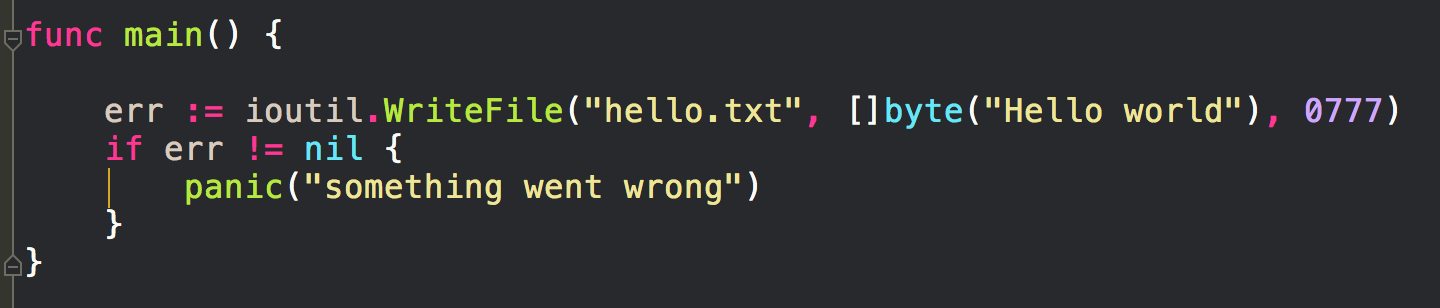 func main() {
    err := ioutil.WriteFile("hello.txt", []byte("Hello world"), 0777)
    if err != nil {
        panic("something went wrong")
    }
}